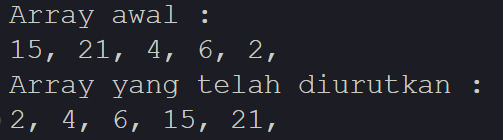 Array awal :
15, 21, 4, 6, 2,
Array yang telah diurutkan :
2, 4, 6, 15, 21,